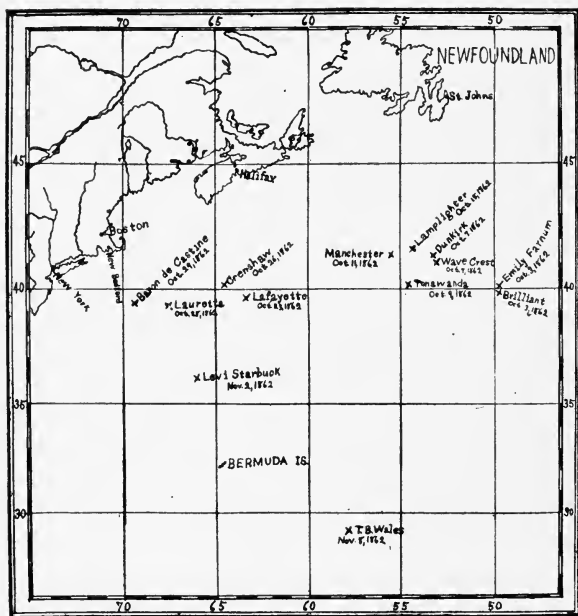 70 65 60 55 50
NEWFOUNDLAND
St. Johns
45 45
Halifax
Boston
New Bedford
New York
Lamplighter
Oct. 15, 1862
Dunkirk
Oct. 7, 1862
Manchester
Oct. 11, 1862
Wave Crest
Oct. 7, 1862
Emily Farnum
Oct. 3, 1862
Baron de Castine
Oct. 29, 1862
Crenshaw
Oct. 26, 1862
Tonawanda
Oct. 9, 1862
Brilliant
Oct. 3, 1862
40 40
Lauretta
Oct. 28, 1862
Lafayette
Oct. 23, 1862
Levi Starbuck
Nov. 2, 1862
35 35
BERMUDA IS.
30 30
T.B. Wales
Nov. 8, 1862
70 65 60 55 50